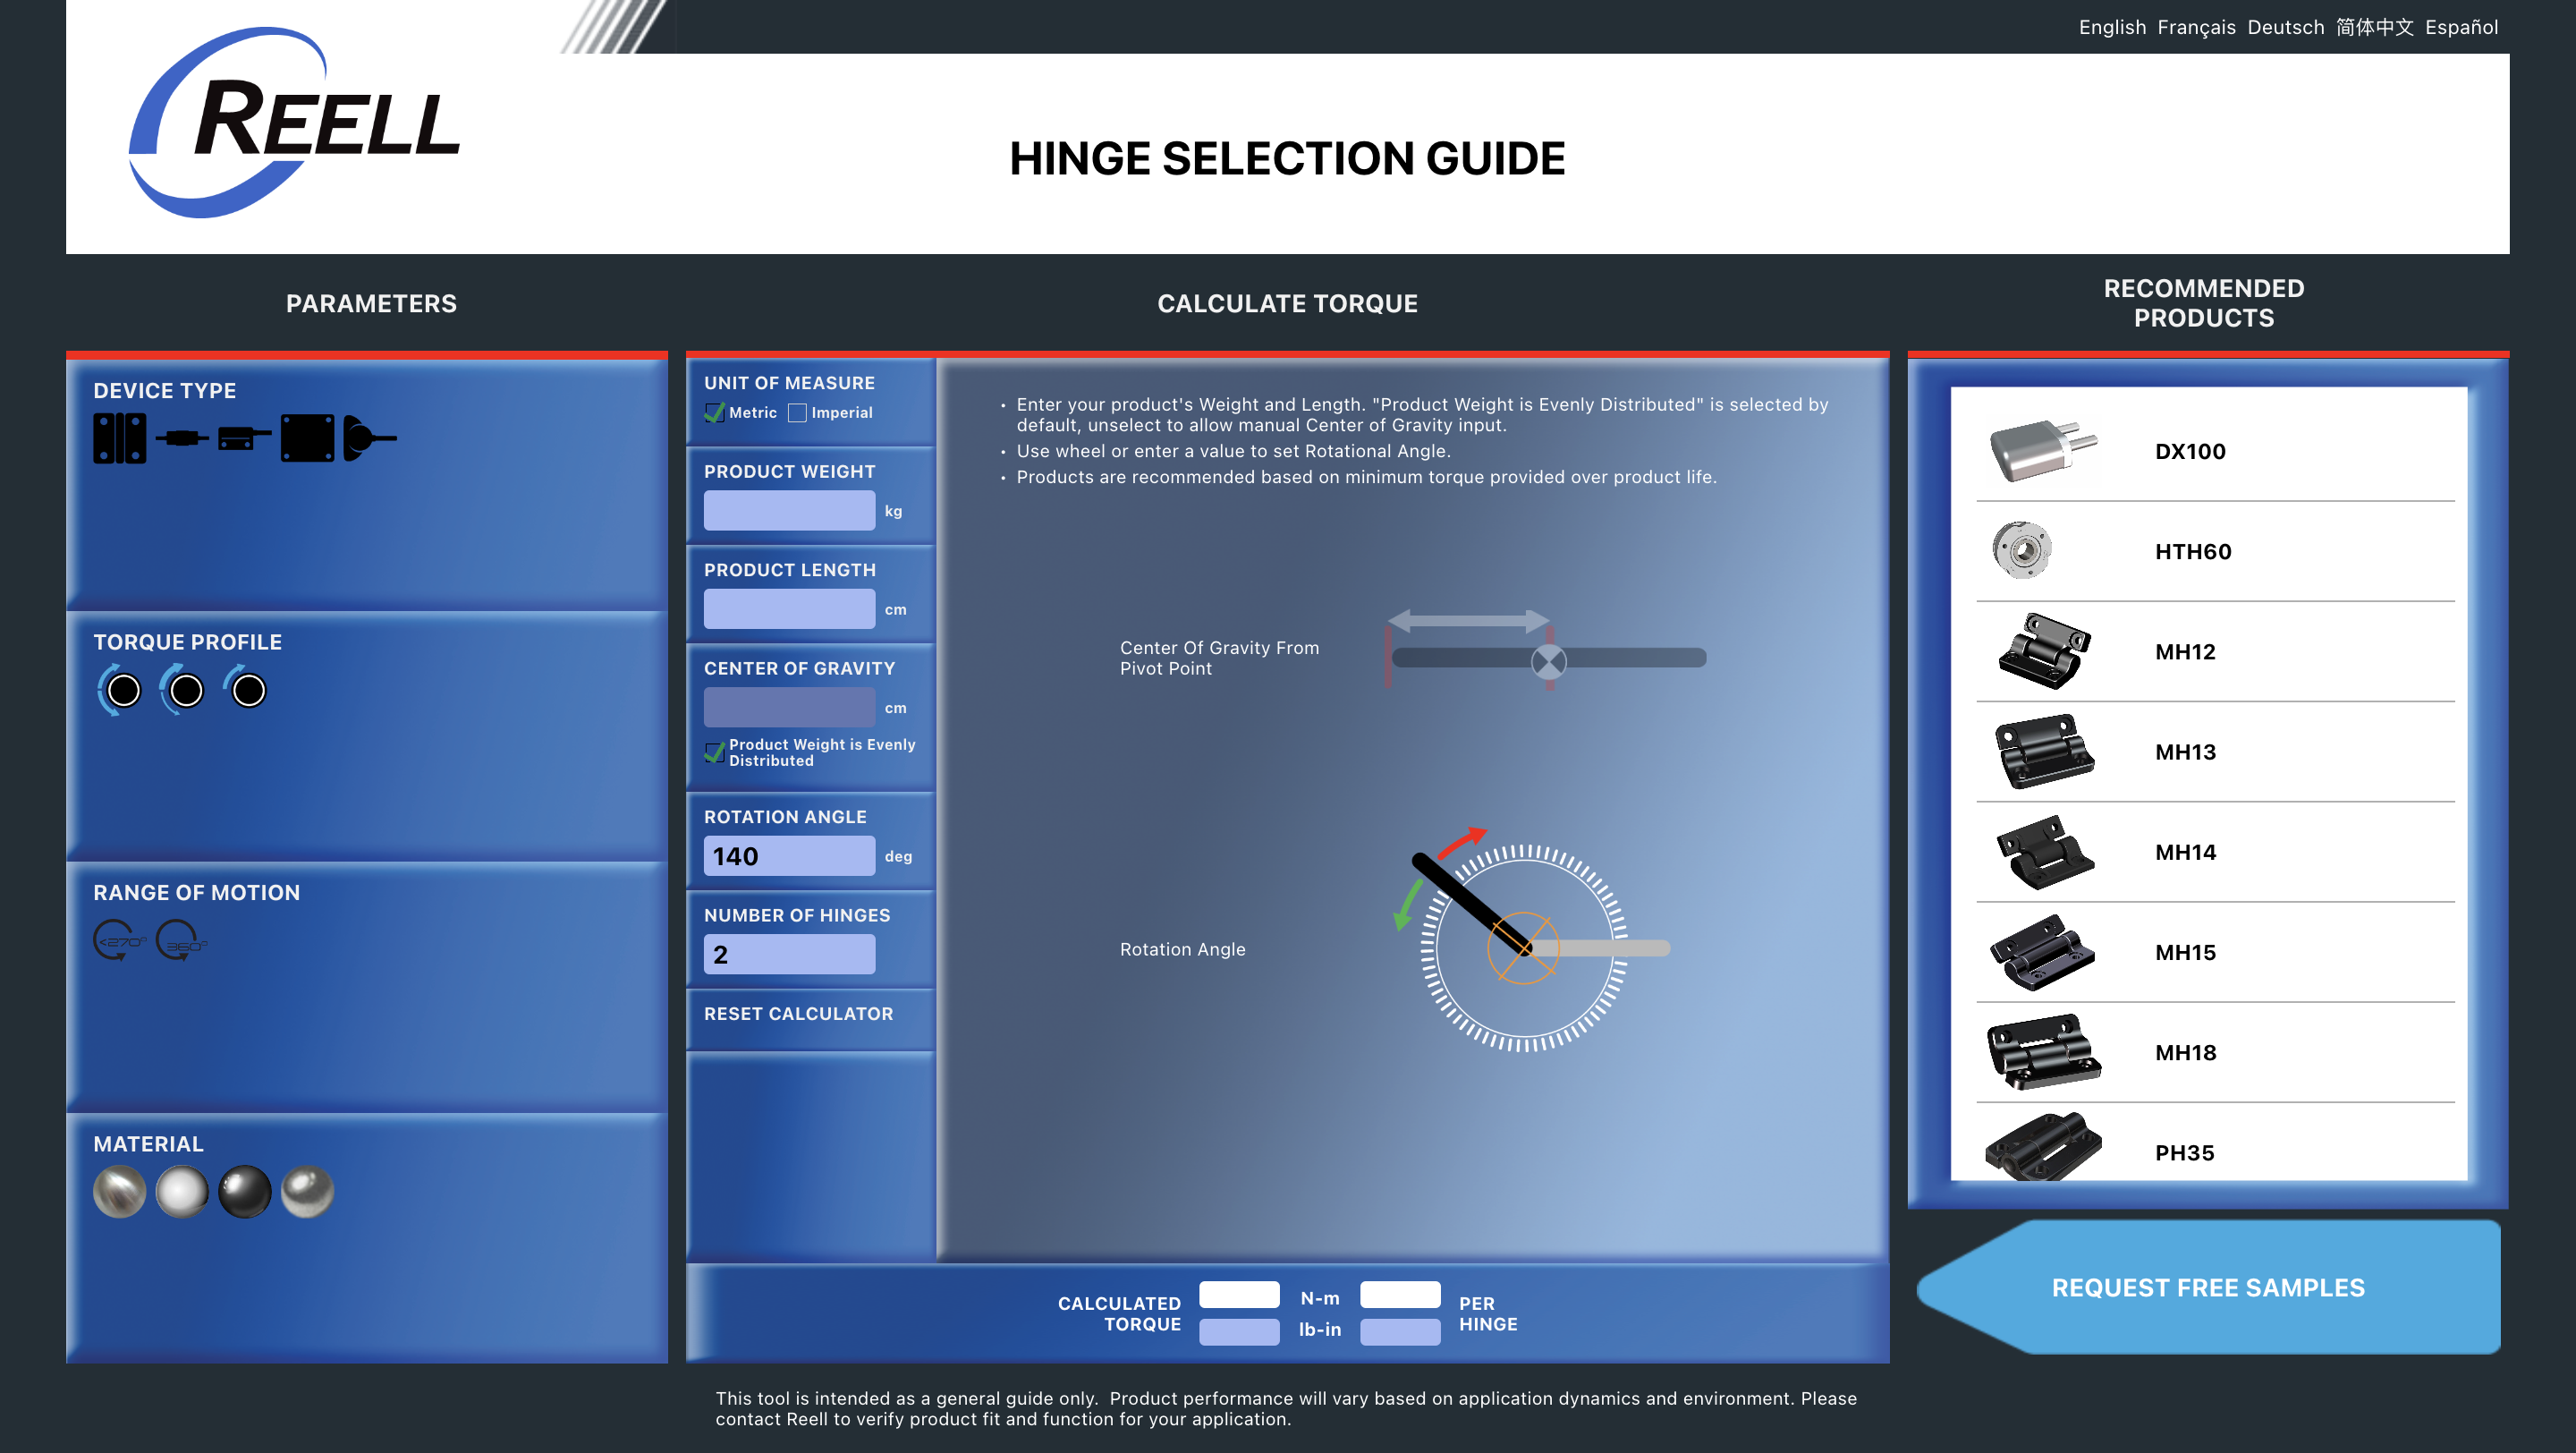 English Français Deutsch 简体中文 Español
REELL
HINGE SELECTION GUIDE
PARAMETERS
DEVICE TYPE
TORQUE PROFILE
RANGE OF MOTION
<270° 360°
MATERIAL
CALCULATE TORQUE
UNIT OF MEASURE
Metric Imperial
PRODUCT WEIGHT
kg
PRODUCT LENGTH
cm
CENTER OF GRAVITY
cm
Product Weight is Evenly
Distributed
ROTATION ANGLE
140 deg
NUMBER OF HINGES
2
RESET CALCULATOR
• Enter your product's Weight and Length. "Product Weight is Evenly Distributed" is selected by
default, unselect to allow manual Center of Gravity input.
• Use wheel or enter a value to set Rotational Angle.
• Products are recommended based on minimum torque provided over product life.
Center Of Gravity From
Pivot Point
Rotation Angle
CALCULATED
TORQUE
N-m
lb-in
PER
HINGE
RECOMMENDED
PRODUCTS
DX100
HTH60
MH12
MH13
MH14
MH15
MH18
PH35
REQUEST FREE SAMPLES
This tool is intended as a general guide only.  Product performance will vary based on application dynamics and environment. Please
contact Reell to verify product fit and function for your application.